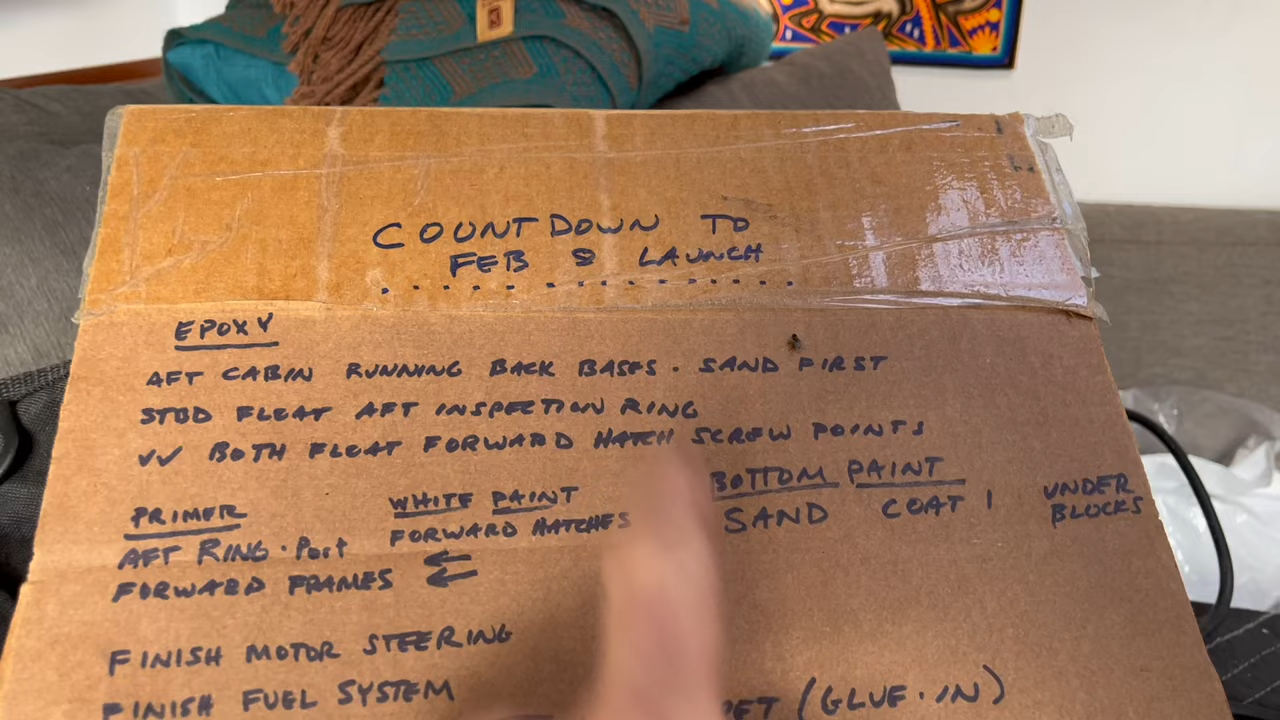 COUNTDOWN TO
FEB 8 LAUNCH
EPOXY
AFT CABIN RUNNING BACK BASES. SAND FIRST
STBD FLOAT AFT INSPECTION RING
VV BOTH FLOAT FORWARD HATCH SCREW POINTS
PRIMER
AFT RING · Port
FORWARD FRAMES
WHITE PAINT
FORWARD HATCHES
←
←
BOTTOM PAINT
SAND COAT 1
UNDER
BLOCKS
FINISH MOTOR STEERING
FINISH FUEL SYSTEM
(GLUE·IN)